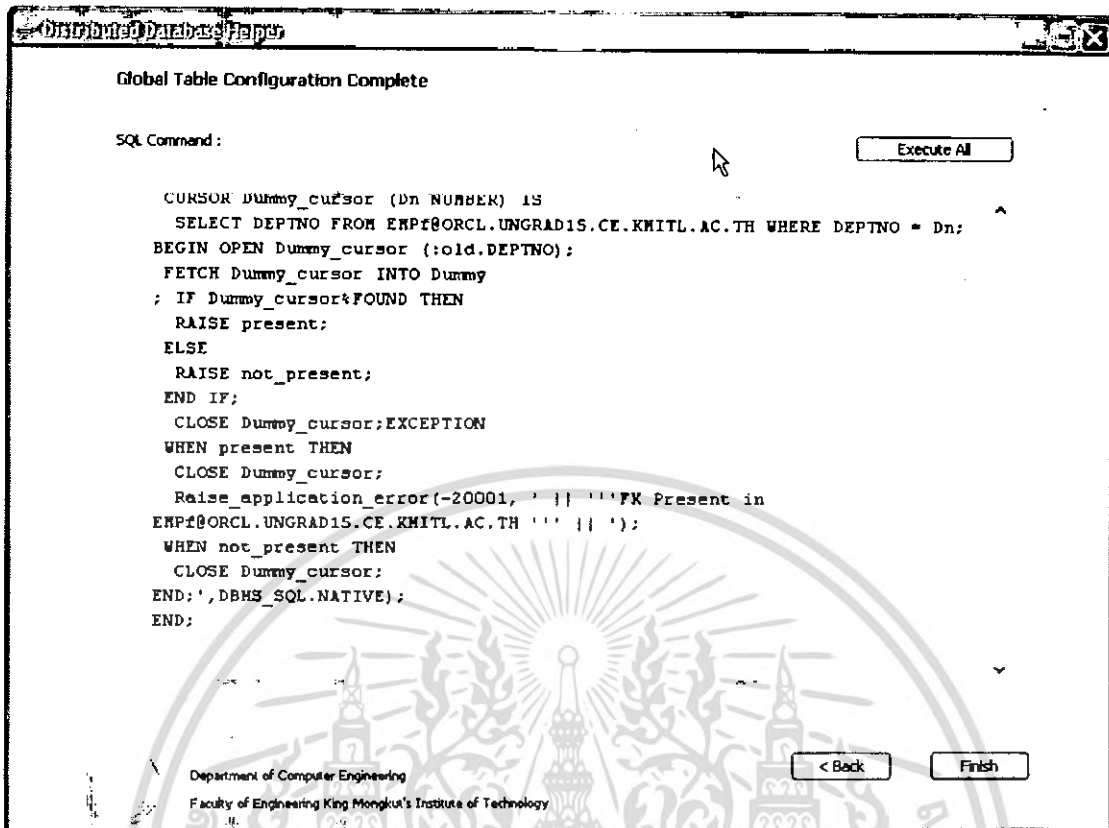 Distributed Database Helper
Global Table Configuration Complete
SQL Command :
Execute All
CURSOR Dummy_cursor (Dn NUMBER) IS
SELECT DEPTNO FROM EMPf@ORCL.UNGRAD15.CE.KMITL.AC.TH WHERE DEPTNO = Dn;
BEGIN OPEN Dummy_cursor (:old.DEPTNO);
FETCH Dummy_cursor INTO Dummy
; IF Dummy_cursor%FOUND THEN
RAISE present;
ELSE
RAISE not_present;
END IF;
CLOSE Dummy_cursor;EXCEPTION
WHEN present THEN
CLOSE Dummy_cursor;
Raise_application_error(-20001, ' || '''FK Present in
EMPf@ORCL.UNGRAD15.CE.KMITL.AC.TH ''' || ');
WHEN not_present THEN
CLOSE Dummy_cursor;
END;',DBMS_SQL.NATIVE);
END;
< Back
Finish
Department of Computer Engineering
Faculty of Engineering King Mongkut's Institute of Technology